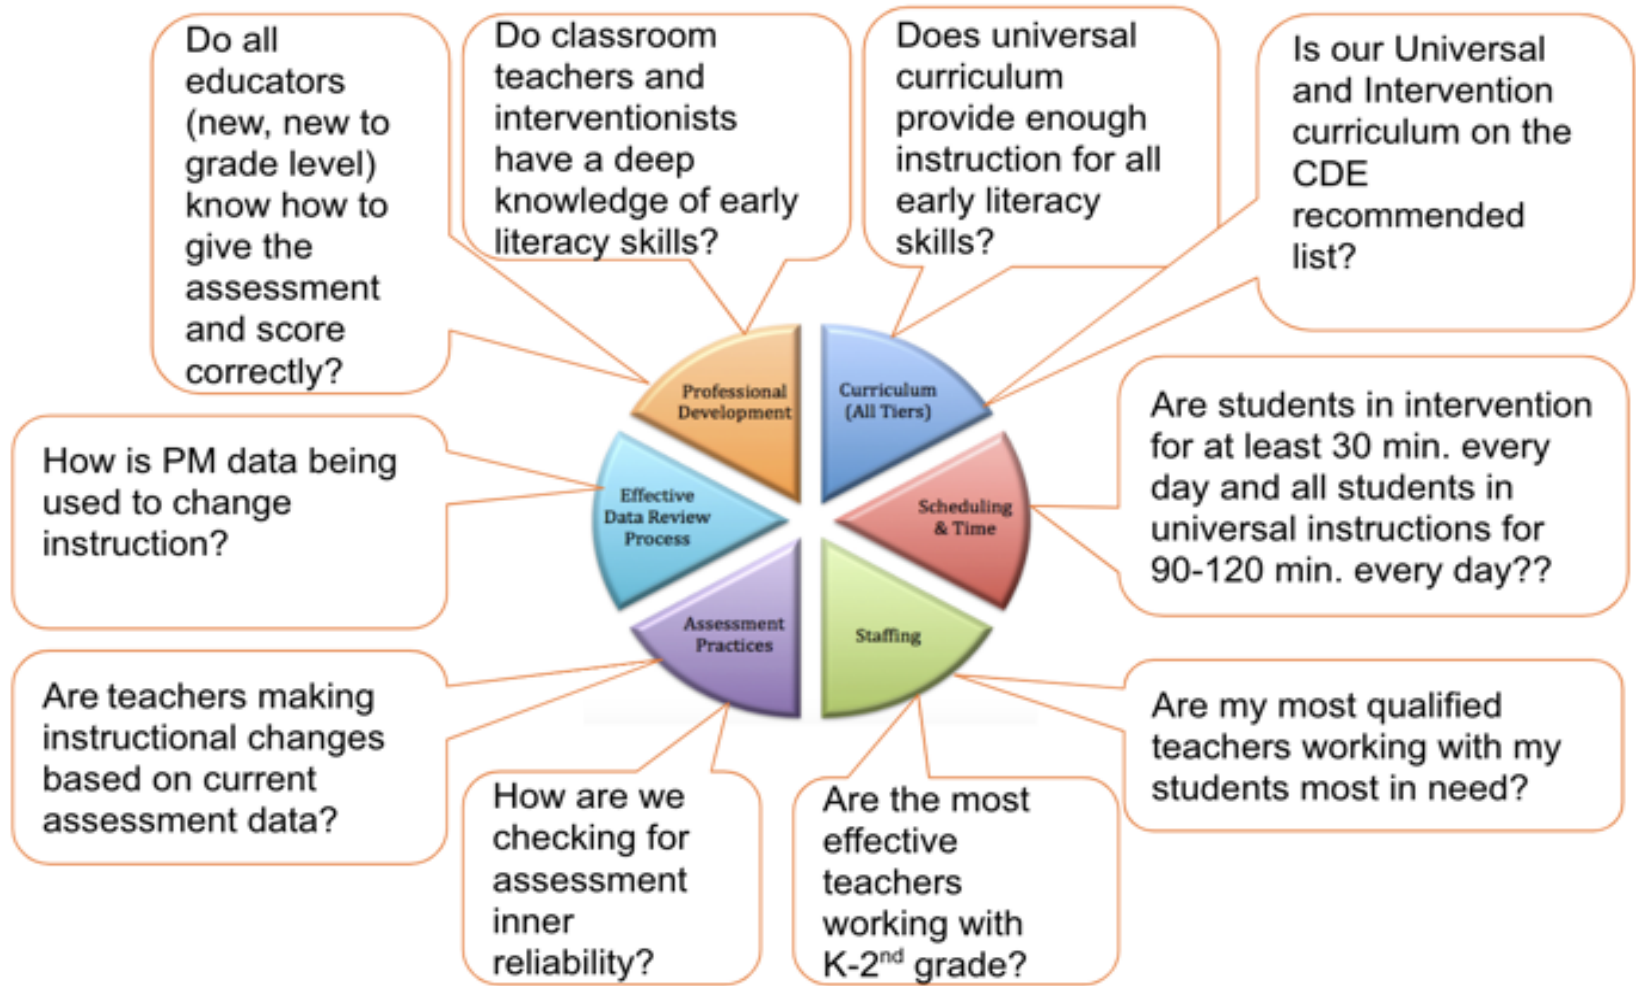 Do all
educators
(new, new to
grade level)
know how to
give the
assessment
and score
correctly?
Do classroom
teachers and
interventionists
have a deep
knowledge of early
literacy skills?
Does universal
curriculum
provide enough
instruction for all
early literacy
skills?
Is our Universal
and Intervention
curriculum on the
CDE
recommended
list?
Professional
Development
Curriculum
(All Tiers)
How is PM data being
used to change
instruction?
Effective
Data Review
Process
Scheduling
& Time
Are students in intervention
for at least 30 min. every
day and all students in
universal instructions for
90-120 min. every day??
Assessment
Practices
Staffing
Are teachers making
instructional changes
based on current
assessment data?
How are we
checking for
assessment
inner
reliability?
Are the most
effective
teachers
working with
K-2nd grade?
Are my most qualified
teachers working with my
students most in need?